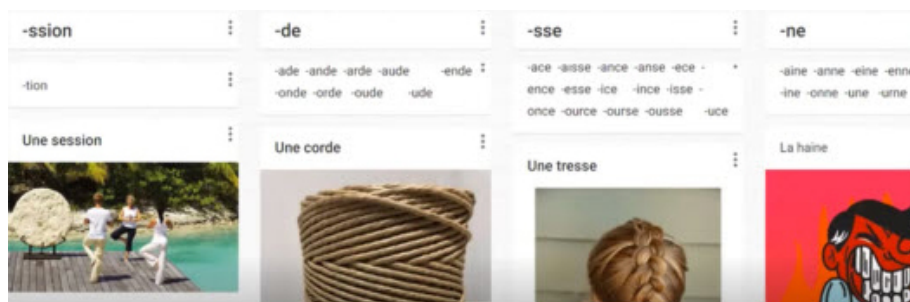 -ssion
-tion
Une session
-de
-ade -ande -arde -aude -ende
-onde -orde -oude -ude
Une corde
-sse
-ace -aisse -ance -anse -ece -
ence -esse -ice -ince -isse -
once -ource -ourse -ousse -uce
Une tresse
-ne
-aine -anne -eine -enne
-ine -onne -une -urne
La haine